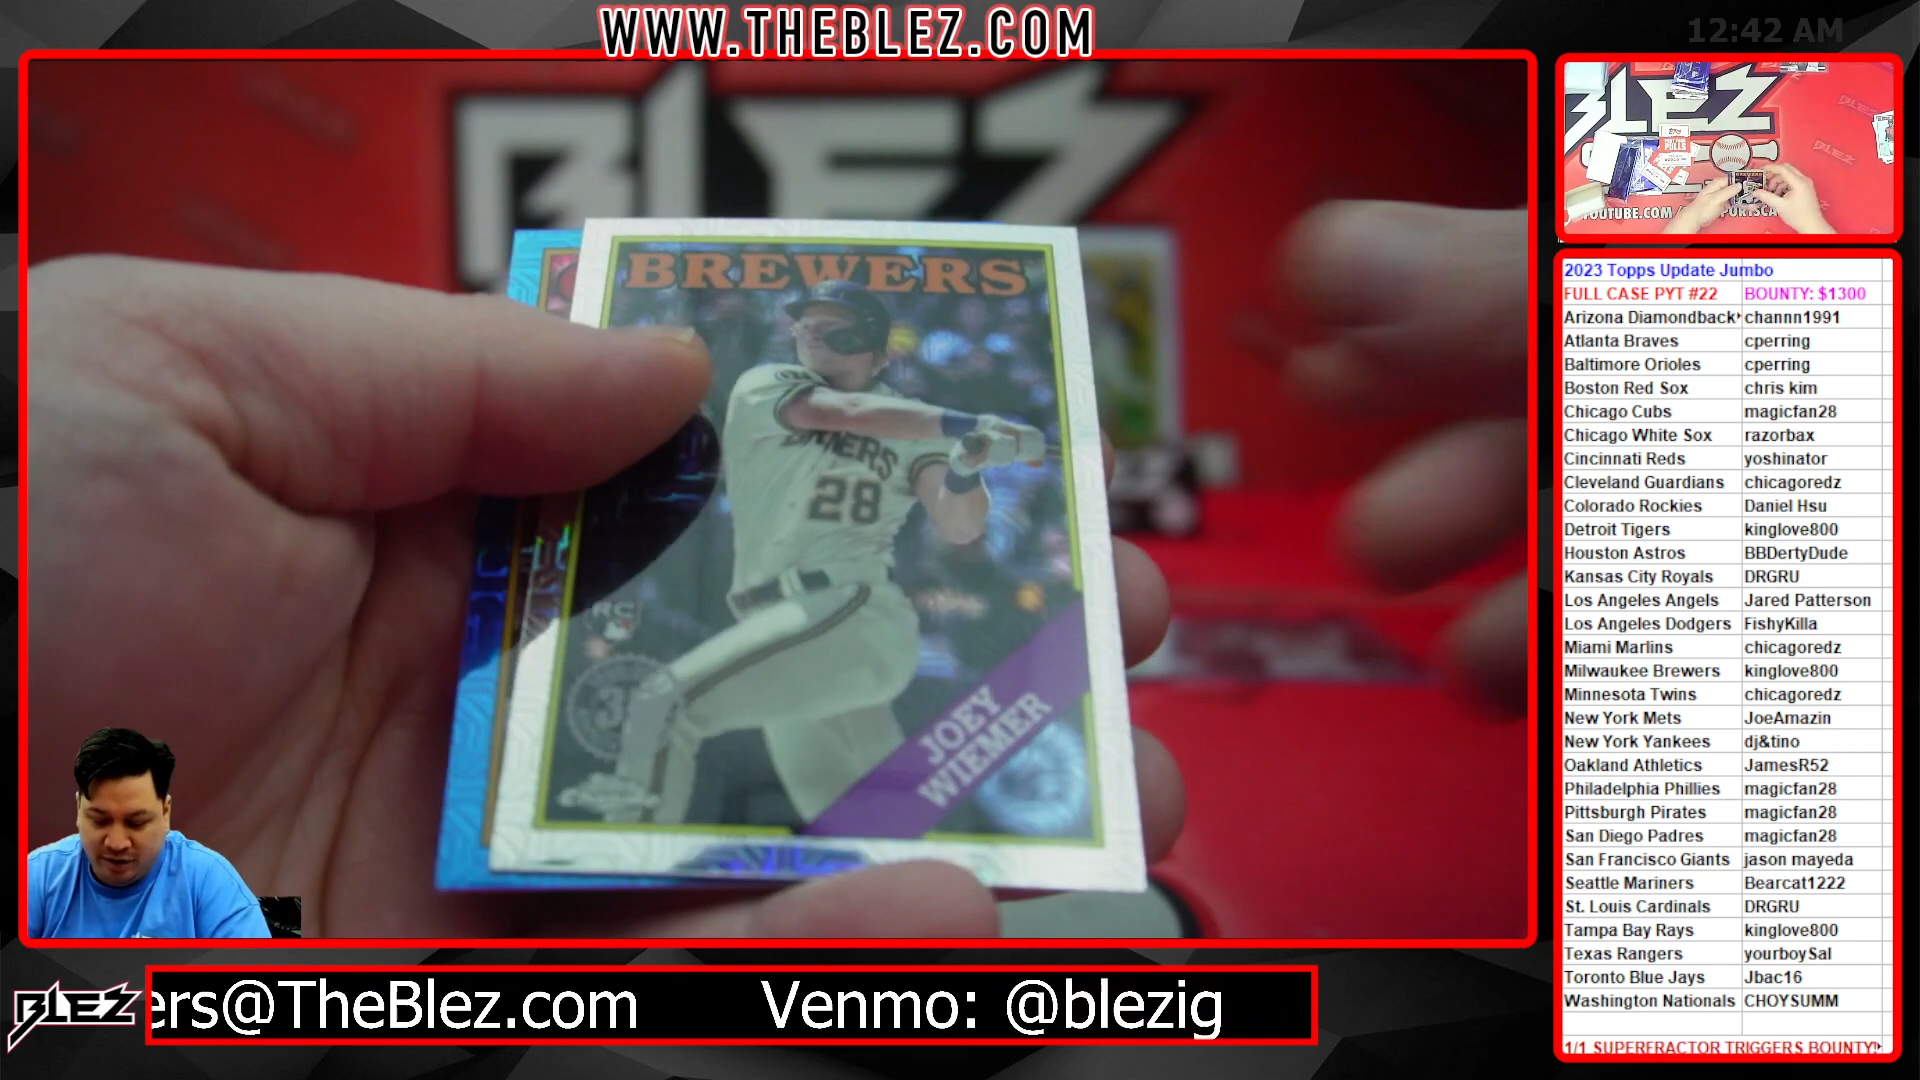 WWW.THEBLEZ.COM
12:42 AM
BLEZ
BREWERS
28
RC
JOEY
WIEMER
BLEZ
2023 Topps Update Jumbo
FULL CASE PYT #22 BOUNTY: $1300
Arizona Diamondback channn1991
Atlanta Braves cperring
Baltimore Orioles cperring
Boston Red Sox chris kim
Chicago Cubs magicfan28
Chicago White Sox razorbax
Cincinnati Reds yoshinator
Cleveland Guardians chicagoredz
Colorado Rockies Daniel Hsu
Detroit Tigers kinglove800
Houston Astros BBDertyDude
Kansas City Royals DRGRU
Los Angeles Angels Jared Patterson
Los Angeles Dodgers FishyKilla
Miami Marlins chicagoredz
Milwaukee Brewers kinglove800
Minnesota Twins chicagoredz
New York Mets JoeAmazin
New York Yankees dj&tino
Oakland Athletics JamesR52
Philadelphia Phillies magicfan28
Pittsburgh Pirates magicfan28
San Diego Padres magicfan28
San Francisco Giants jason mayeda
Seattle Mariners Bearcat1222
St. Louis Cardinals DRGRU
Tampa Bay Rays kinglove800
Texas Rangers yourboySal
Toronto Blue Jays Jbac16
Washington Nationals CHOYSUMM
1/1 SUPERFRACTOR TRIGGERS BOUNTY!
BLEZ
ers@TheBlez.com Venmo: @blezig